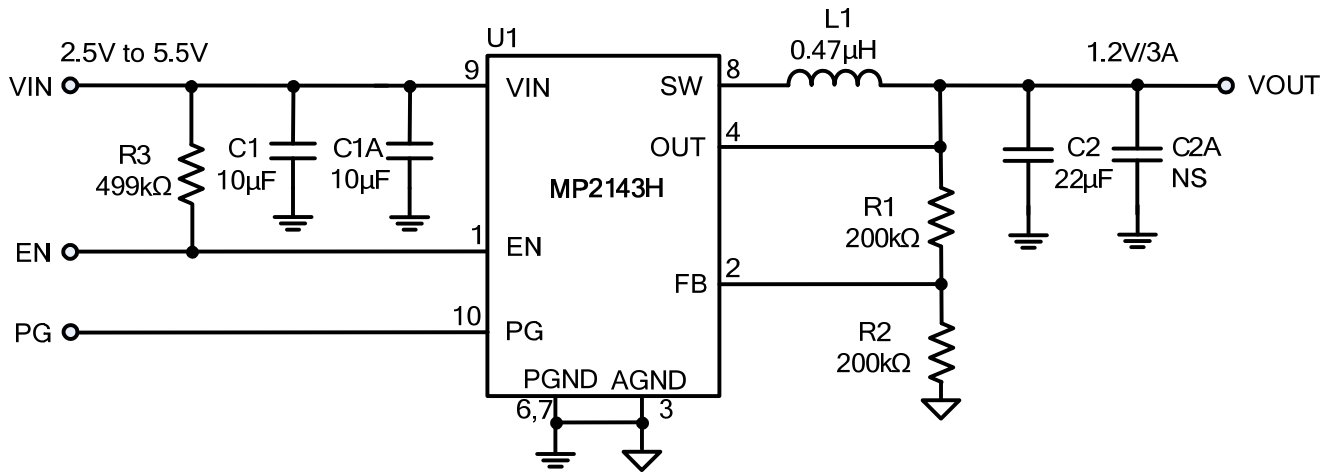 L1
0.47µH
U1
2.5V to 5.5V
1.2V/3A
VIN
9
VIN
SW
8
VOUT
R3
499kΩ
C1
10µF
C1A
10µF
OUT
4
C2
22µF
C2A
NS
MP2143H
R1
200kΩ
EN
1
EN
FB
2
PG
10
PG
R2
200kΩ
PGND
AGND
6,7
3